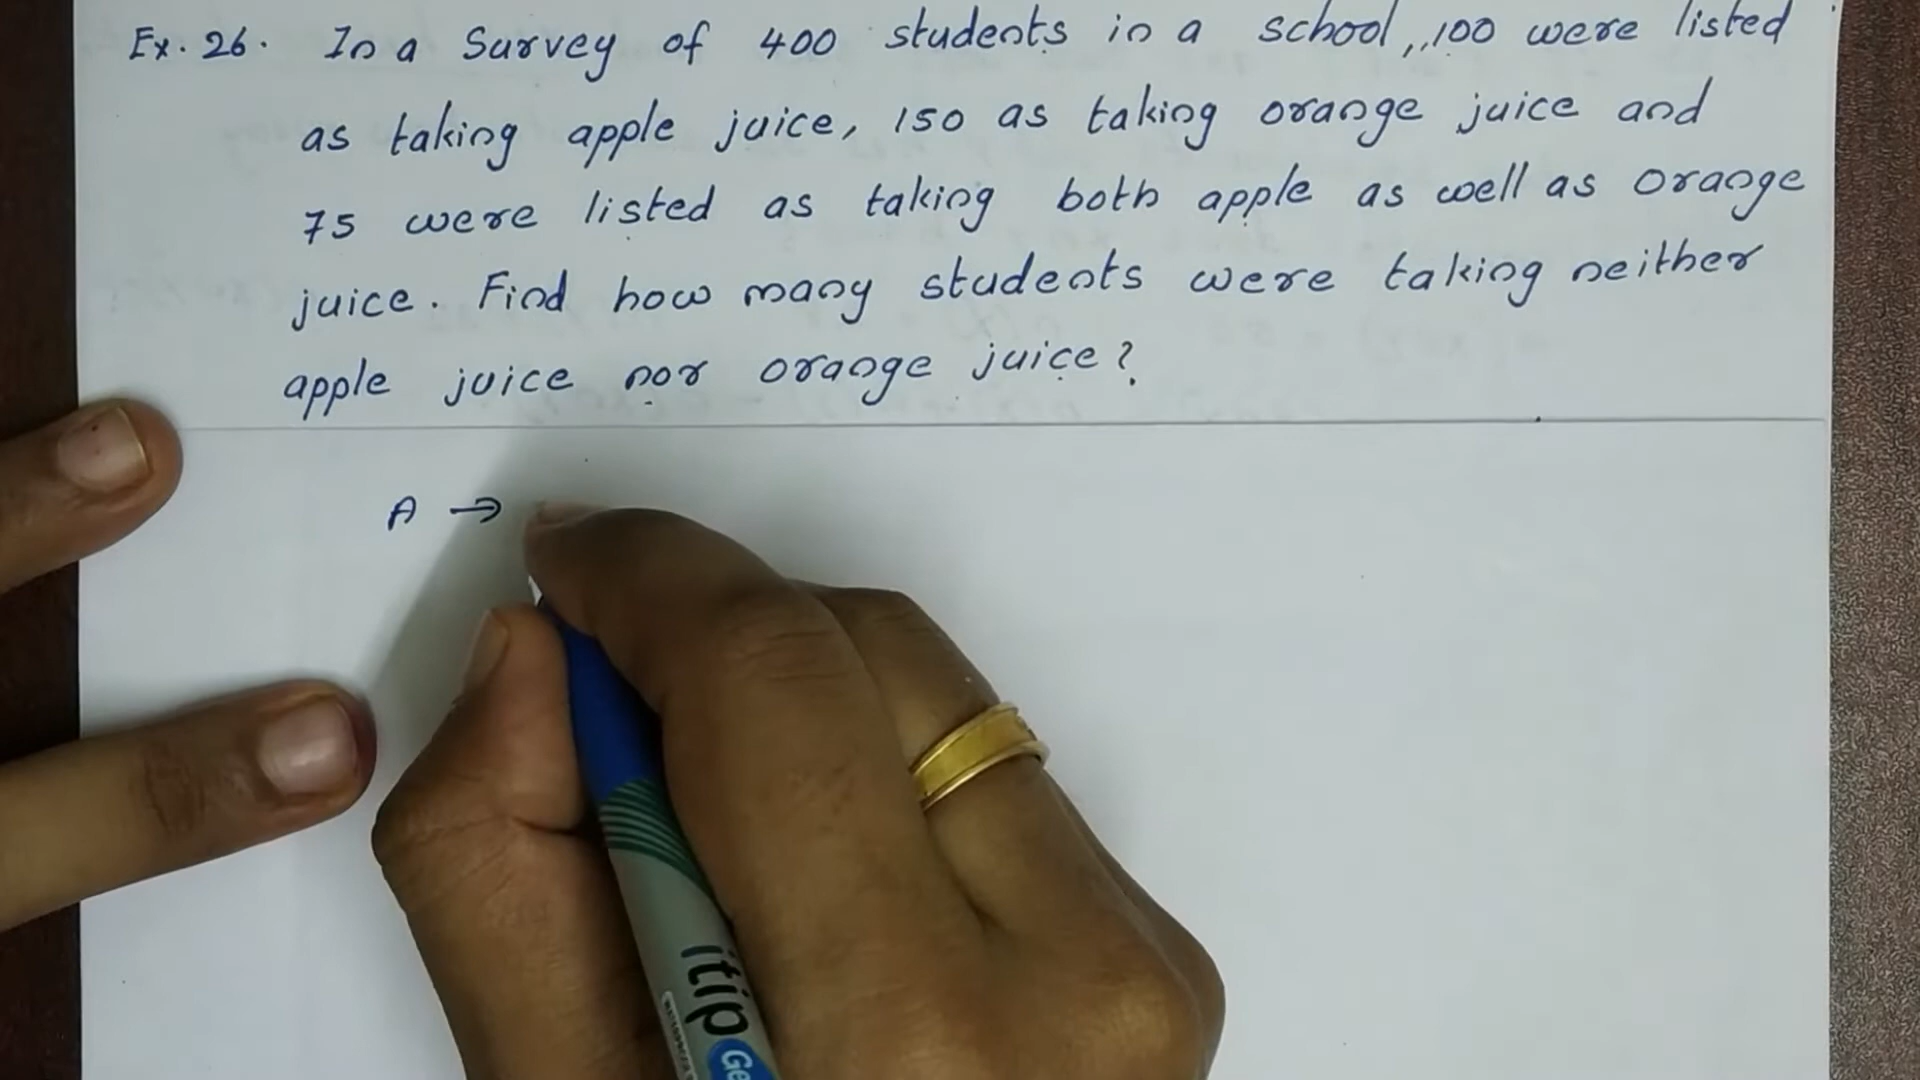 Ex. 26. In a Survey of 400 students in a school, 100 were listed
as taking apple juice, 150 as taking orange juice and
75 were listed as taking both apple as well as orange
juice. Find how many students were taking neither
apple juice nor orange juice?
A →
itip
Ge